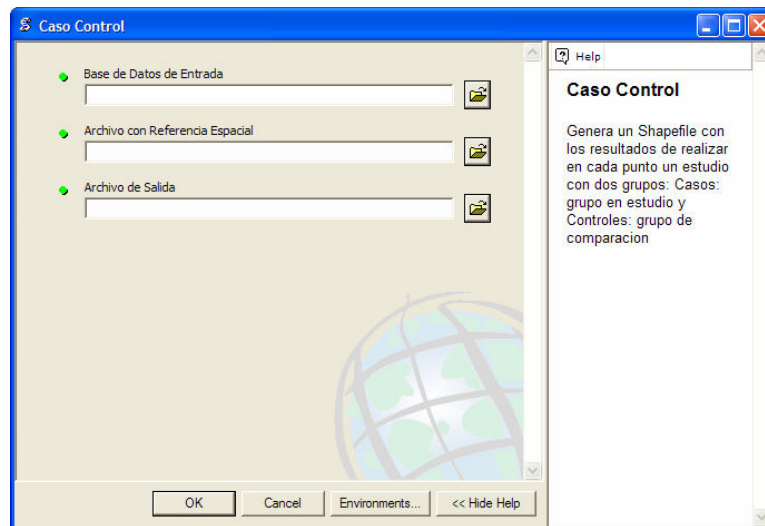 Caso Control
Base de Datos de Entrada
Archivo con Referencia Espacial
Archivo de Salida
OK
Cancel
Environments...
<< Hide Help
Help
Caso Control
Genera un Shapefile con
los resultados de realizar
en cada punto un estudio
con dos grupos: Casos:
grupo en estudio y
Controles: grupo de
comparacion